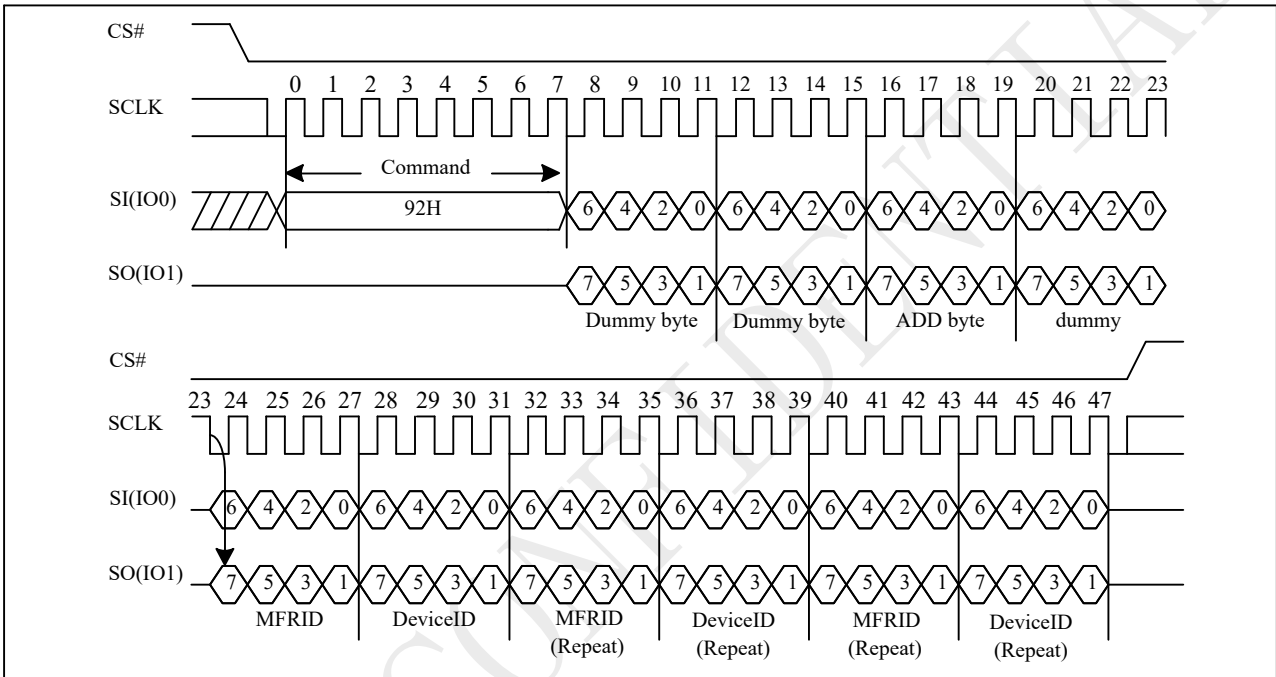 CS#
0 1 2 3 4 5 6 7 8 9 10 11 12 13 14 15 16 17 18 19 20 21 22 23
SCLK
Command
SI(IO0)
92H
6 4 2 0 6 4 2 0 6 4 2 0 6 4 2 0
SO(IO1)
7 5 3 1 7 5 3 1 7 5 3 1 7 5 3 1
Dummy byte Dummy byte ADD byte dummy
CS#
23 24 25 26 27 28 29 30 31 32 33 34 35 36 37 38 39 40 41 42 43 44 45 46 47
SCLK
SI(IO0)
6 4 2 0 6 4 2 0 6 4 2 0 6 4 2 0 6 4 2 0 6 4 2 0
SO(IO1)
7 5 3 1 7 5 3 1 7 5 3 1 7 5 3 1 7 5 3 1 7 5 3 1
MFRID DeviceID MFRID DeviceID MFRID DeviceID
(Repeat) (Repeat) (Repeat) (Repeat)
CONFIDENTIAL